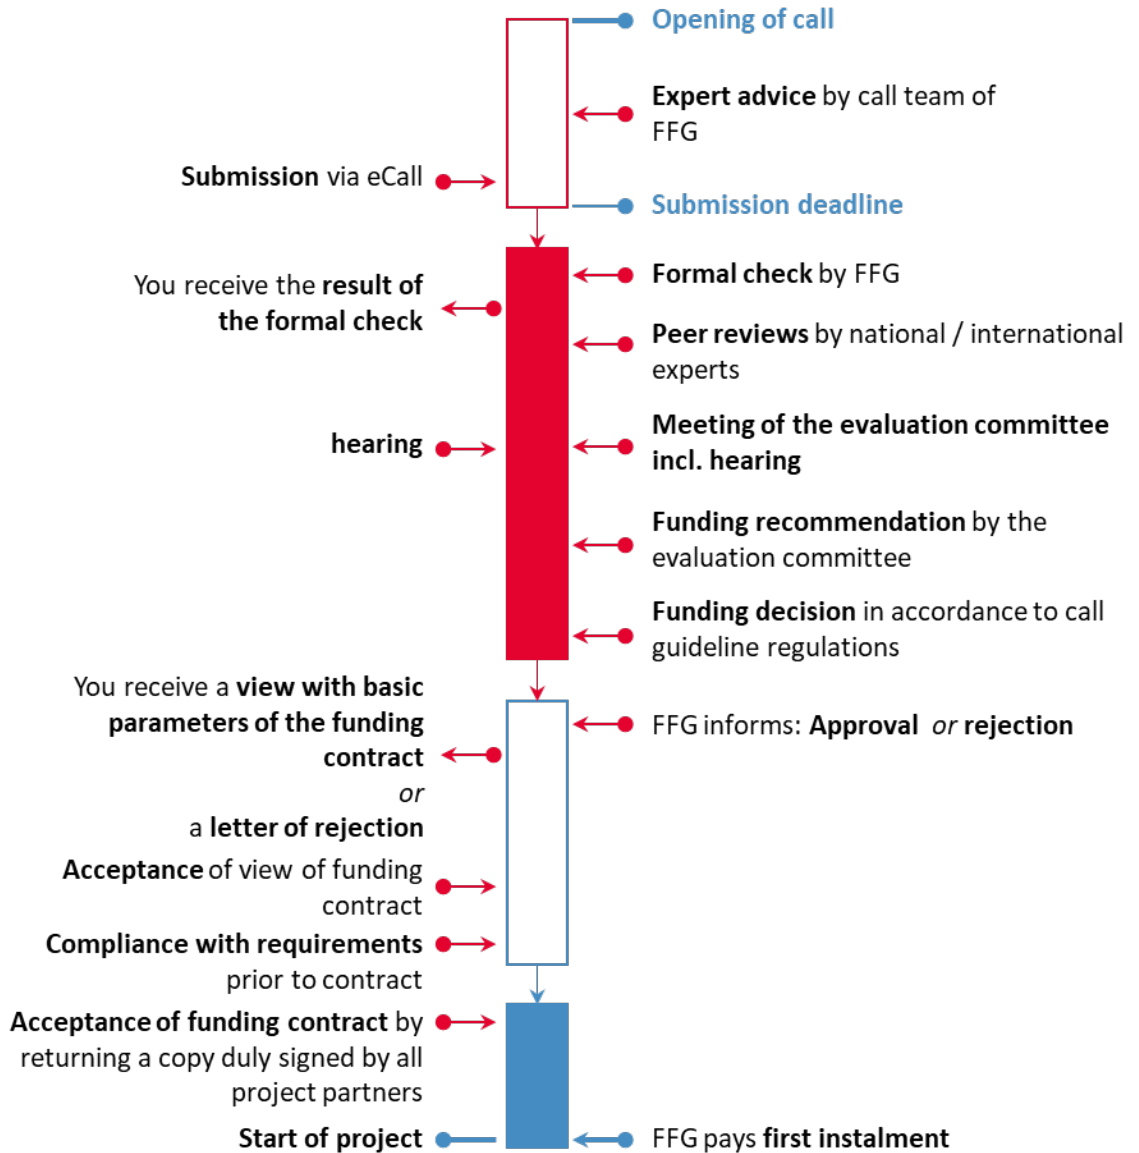 Opening of call
Expert advice by call team of
FFG
Submission via eCall
Submission deadline
Formal check by FFG
You receive the result of
the formal check
Peer reviews by national / international
experts
hearing
Meeting of the evaluation committee
incl. hearing
Funding recommendation by the
evaluation committee
Funding decision in accordance to call
guideline regulations
You receive a view with basic
parameters of the funding
contract
or
a letter of rejection
FFG informs: Approval or rejection
Acceptance of view of funding
contract
Compliance with requirements
prior to contract
Acceptance of funding contract by
returning a copy duly signed by all
project partners
Start of project
FFG pays first instalment